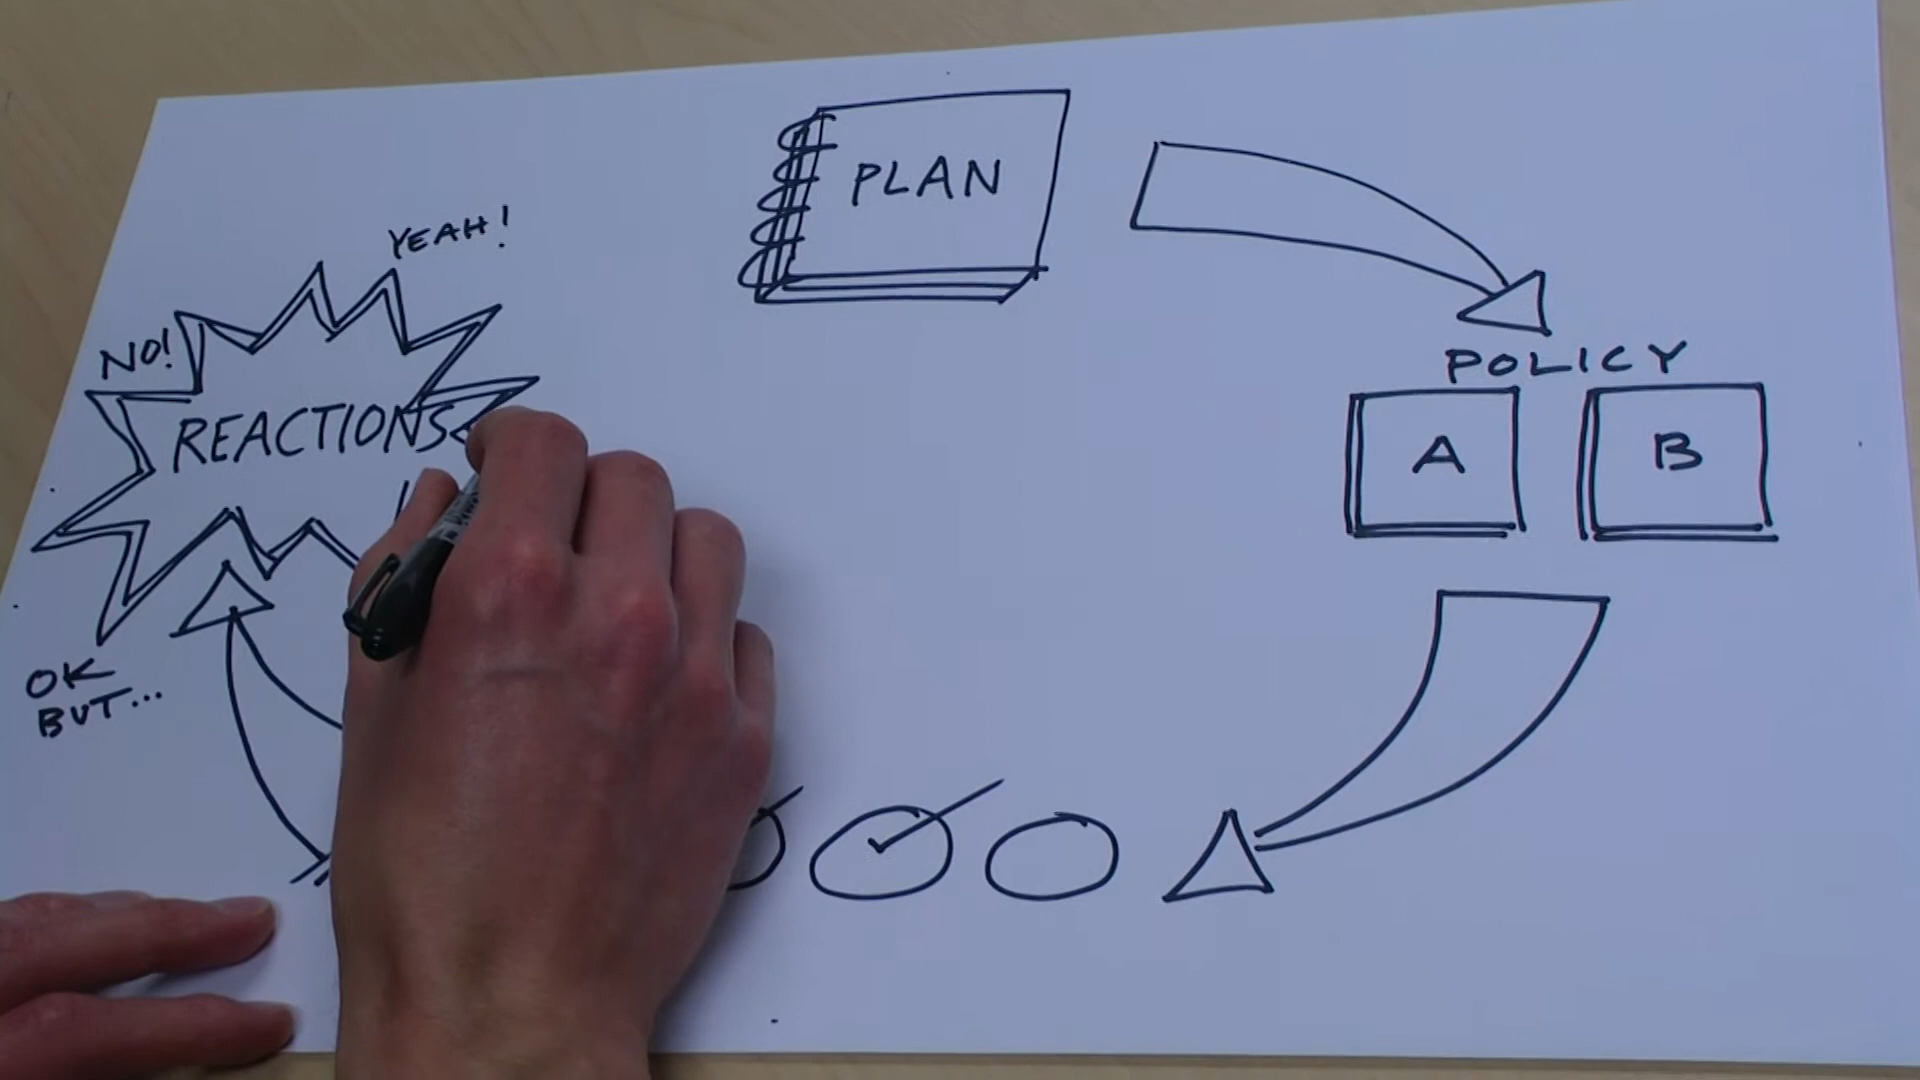 PLAN
YEAH!
NO!
REACTIONS
POLICY
A
B
OK
BUT...